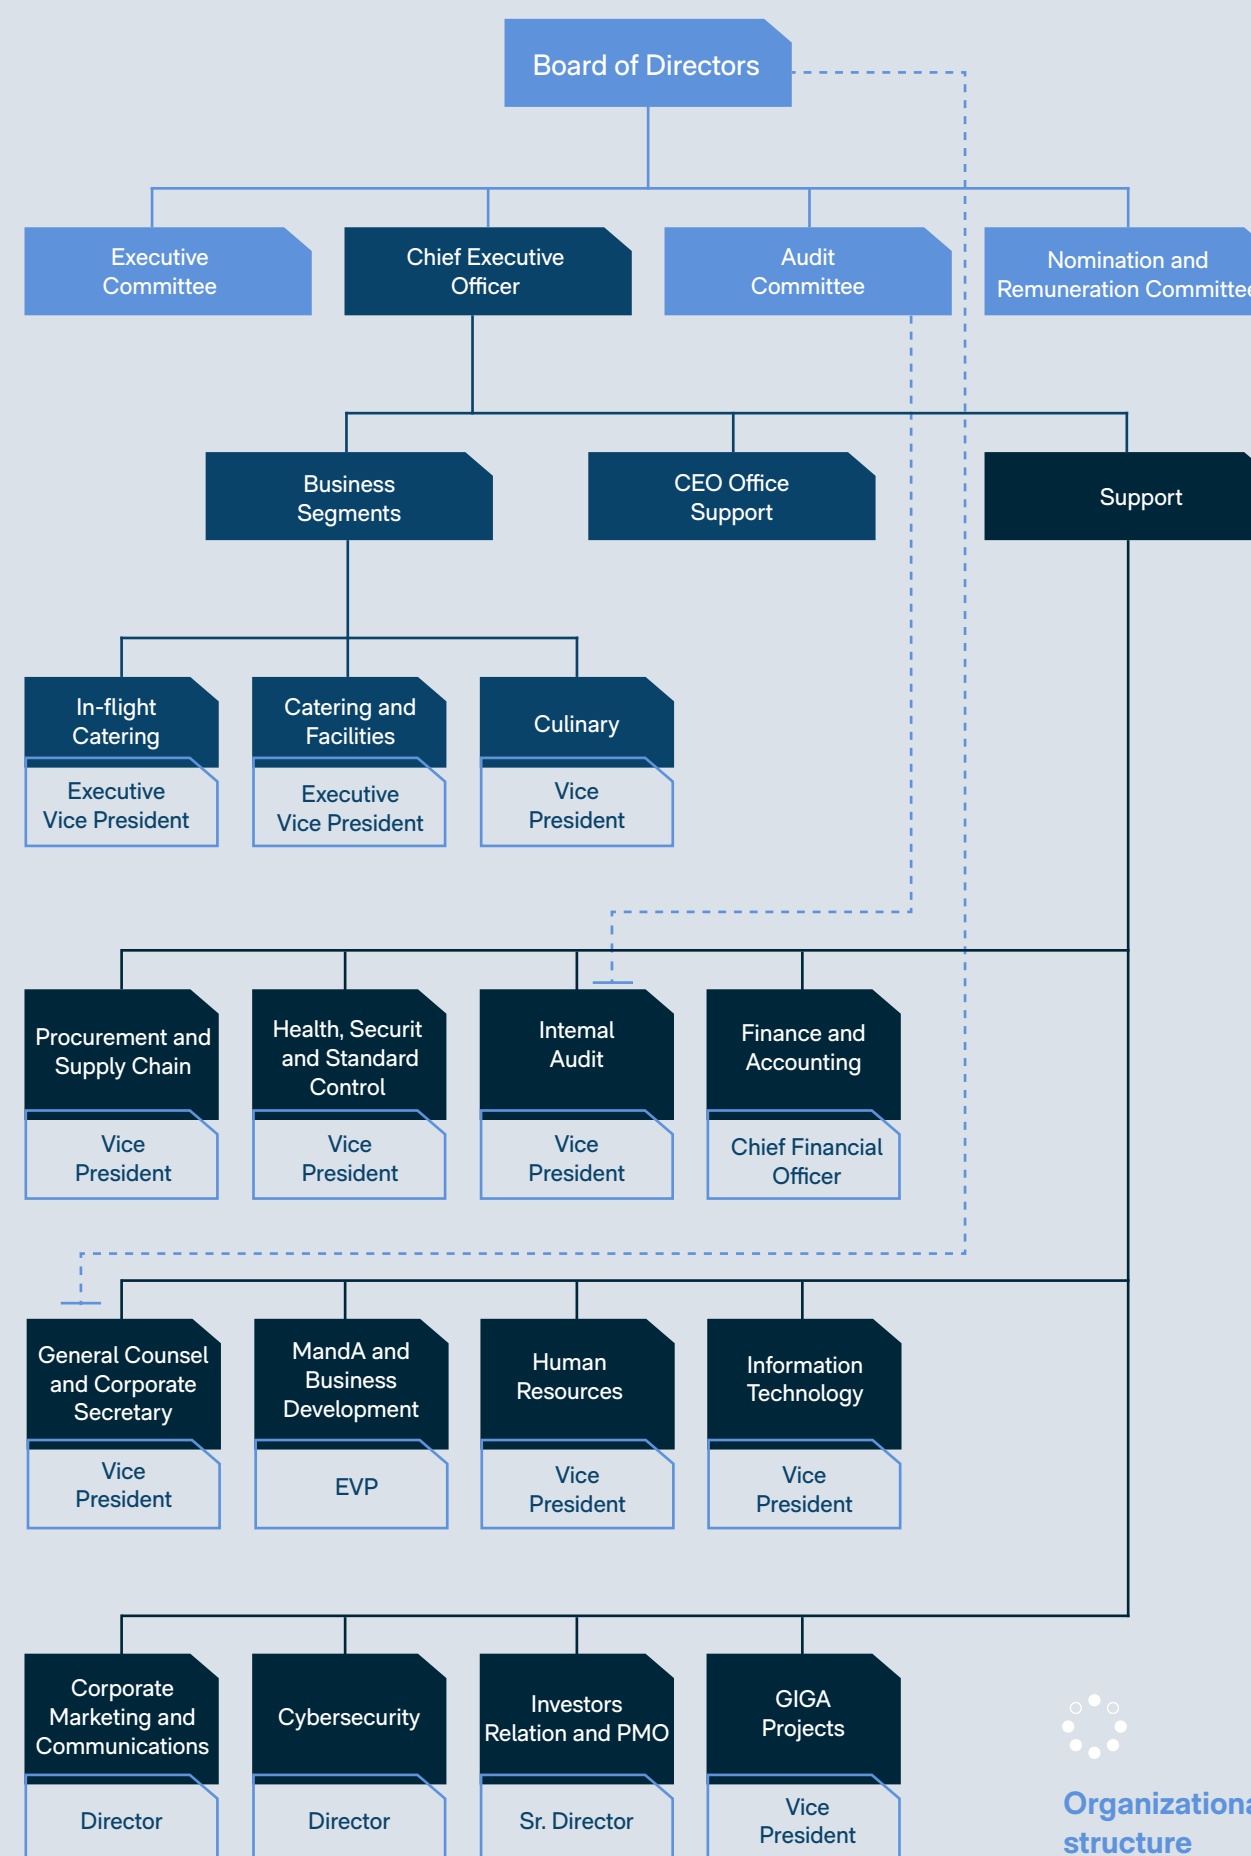 Board of Directors
Executive
Committee
Chief Executive
Officer
Audit
Committee
Nomination and
Remuneration Committee
Business
Segments
CEO Office
Support
Support
In-flight
Catering
Executive
Vice President
Catering and
Facilities
Executive
Vice President
Culinary
Vice
President
Procurement and
Supply Chain
Vice
President
Health, Securit
and Standard
Control
Vice
President
Intemal
Audit
Vice
President
Finance and
Accounting
Chief Financial
Officer
General Counsel
and Corporate
Secretary
Vice
President
MandA and
Business
Development
EVP
Human
Resources
Vice
President
Information
Technology
Vice
President
Corporate
Marketing and
Communications
Director
Cybersecurity
Director
Investors
Relation and PMO
Sr. Director
GIGA
Projects
Vice
President
Organizationa
structure